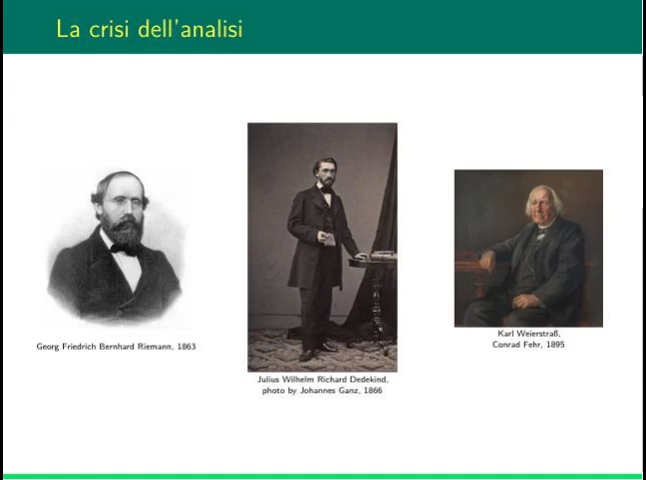 La crisi dell'analisi
Georg Friedrich Bernhard Riemann, 1863
Julius Wilhelm Richard Dedekind,
photo by Johannes Ganz, 1866
Karl Weierstraß,
Conrad Fehr, 1895